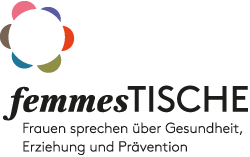 femmesTISCHE
Frauen sprechen über Gesundheit,
Erziehung und Prävention